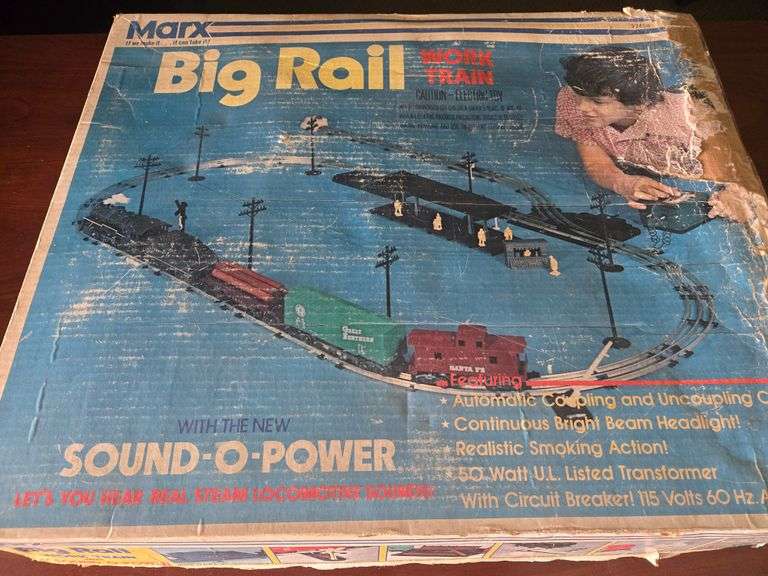 Marx
If we make it . . . it can take it!
Big Rail
WORK
TRAIN
CAUTION - ELECTRIC TOY
GREAT
NORTHERN
SANTA FE
Featuring
★ Automatic Coupling and Uncoupling C
★ Continuous Bright Beam Headlight!
★ Realistic Smoking Action!
★ 50 Watt U.L. Listed Transformer
With Circuit Breaker! 115 Volts 60 Hz. A
WITH THE NEW
SOUND-O-POWER
LET'S YOU HEAR REAL STEAM LOCOMOTIVE SOUNDS!
Big Rail